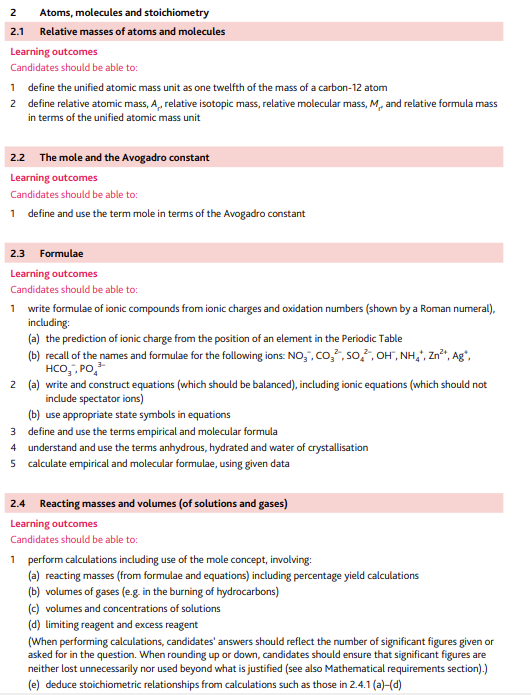 2 Atoms, molecules and stoichiometry
2.1 Relative masses of atoms and molecules
Learning outcomes
Candidates should be able to:
1 define the unified atomic mass unit as one twelfth of the mass of a carbon-12 atom
2 define relative atomic mass, Aᵣ, relative isotopic mass, relative molecular mass, Mᵣ, and relative formula mass
in terms of the unified atomic mass unit
2.2 The mole and the Avogadro constant
Learning outcomes
Candidates should be able to:
1 define and use the term mole in terms of the Avogadro constant
2.3 Formulae
Learning outcomes
Candidates should be able to:
1 write formulae of ionic compounds from ionic charges and oxidation numbers (shown by a Roman numeral),
including:
(a) the prediction of ionic charge from the position of an element in the Periodic Table
(b) recall of the names and formulae for the following ions: NO₃⁻, CO₃²⁻, SO₄²⁻, OH⁻, NH₄⁺, Zn²⁺, Ag⁺,
HCO₃⁻, PO₄³⁻
2 (a) write and construct equations (which should be balanced), including ionic equations (which should not
include spectator ions)
(b) use appropriate state symbols in equations
3 define and use the terms empirical and molecular formula
4 understand and use the terms anhydrous, hydrated and water of crystallisation
5 calculate empirical and molecular formulae, using given data
2.4 Reacting masses and volumes (of solutions and gases)
Learning outcomes
Candidates should be able to:
1 perform calculations including use of the mole concept, involving:
(a) reacting masses (from formulae and equations) including percentage yield calculations
(b) volumes of gases (e.g. in the burning of hydrocarbons)
(c) volumes and concentrations of solutions
(d) limiting reagent and excess reagent
(When performing calculations, candidates' answers should reflect the number of significant figures given or
asked for in the question. When rounding up or down, candidates should ensure that significant figures are
neither lost unnecessarily nor used beyond what is justified (see also Mathematical requirements section).)
(e) deduce stoichiometric relationships from calculations such as those in 2.4.1 (a)–(d)